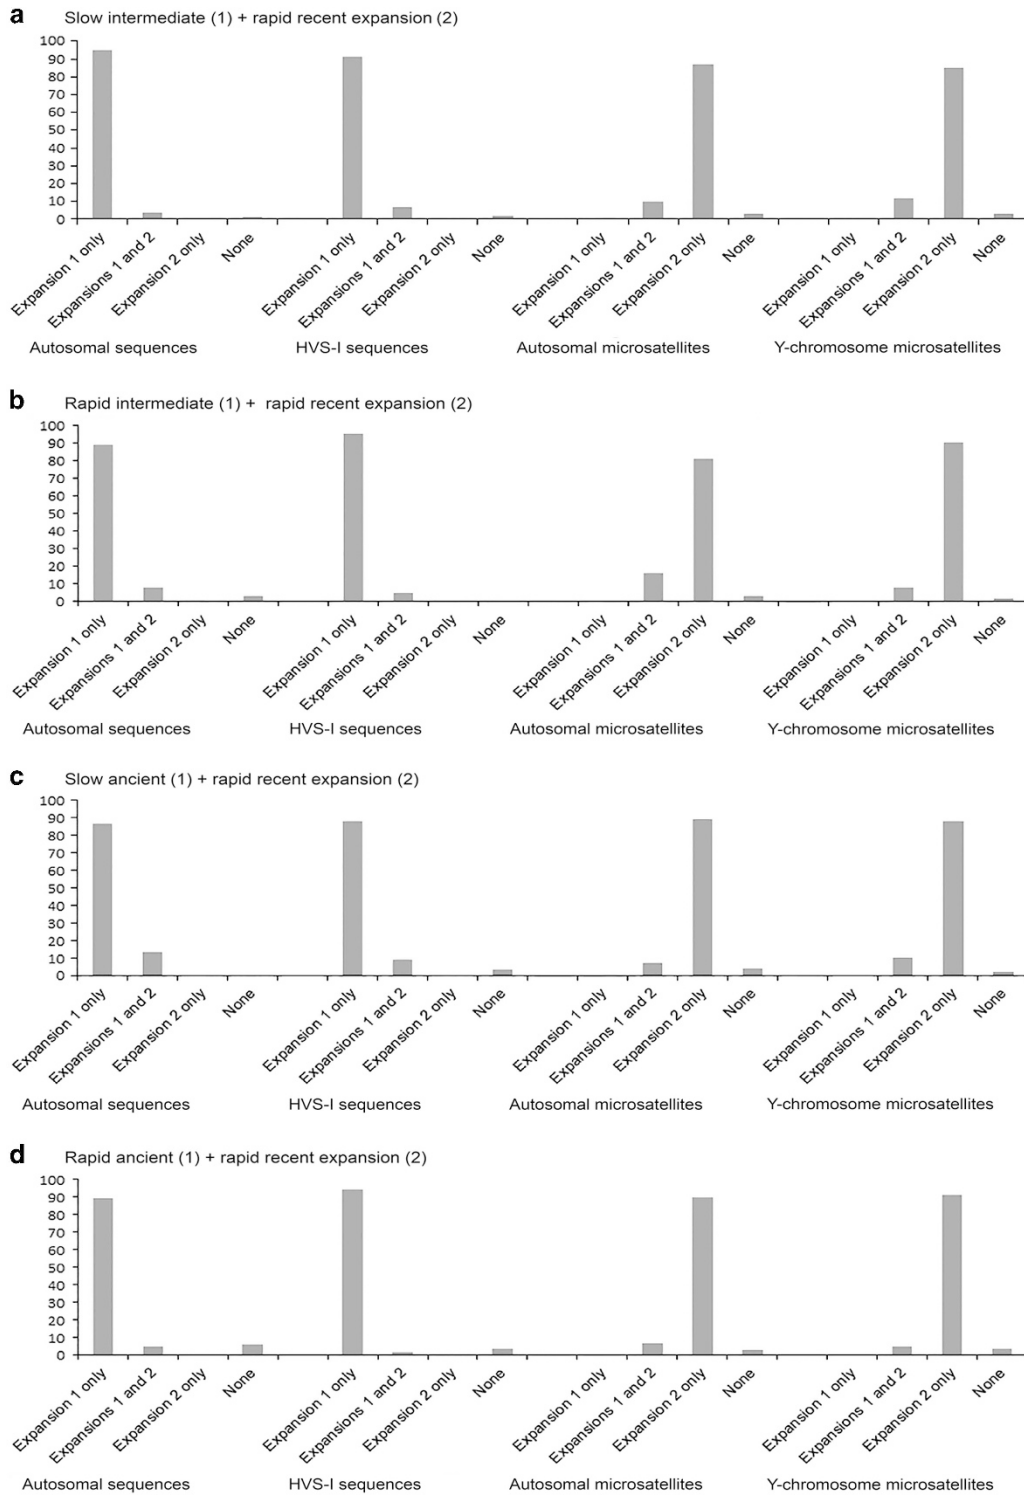 a Slow intermediate (1) + rapid recent expansion (2)
100
90
80
70
60
50
40
30
20
10
0
Expansion 1 only
Expansions 1 and 2
Expansion 2 only
None
Expansion 1 only
Expansions 1 and 2
Expansion 2 only
None
Expansion 1 only
Expansions 1 and 2
Expansion 2 only
None
Expansion 1 only
Expansions 1 and 2
Expansion 2 only
None
Autosomal sequences
HVS-I sequences
Autosomal microsatellites
Y-chromosome microsatellites
b Rapid intermediate (1) + rapid recent expansion (2)
100
90
80
70
60
50
40
30
20
10
0
Expansion 1 only
Expansions 1 and 2
Expansion 2 only
None
Expansion 1 only
Expansions 1 and 2
Expansion 2 only
None
Expansion 1 only
Expansions 1 and 2
Expansion 2 only
None
Expansion 1 only
Expansions 1 and 2
Expansion 2 only
None
Autosomal sequences
HVS-I sequences
Autosomal microsatellites
Y-chromosome microsatellites
c Slow ancient (1) + rapid recent expansion (2)
100
90
80
70
60
50
40
30
20
10
0
Expansion 1 only
Expansions 1 and 2
Expansion 2 only
None
Expansion 1 only
Expansions 1 and 2
Expansion 2 only
None
Expansion 1 only
Expansions 1 and 2
Expansion 2 only
None
Expansion 1 only
Expansions 1 and 2
Expansion 2 only
None
Autosomal sequences
HVS-I sequences
Autosomal microsatellites
Y-chromosome microsatellites
d Rapid ancient (1) + rapid recent expansion (2)
100
90
80
70
60
50
40
30
20
10
0
Expansion 1 only
Expansions 1 and 2
Expansion 2 only
None
Expansion 1 only
Expansions 1 and 2
Expansion 2 only
None
Expansion 1 only
Expansions 1 and 2
Expansion 2 only
None
Expansion 1 only
Expansions 1 and 2
Expansion 2 only
None
Autosomal sequences
HVS-I sequences
Autosomal microsatellites
Y-chromosome microsatellites